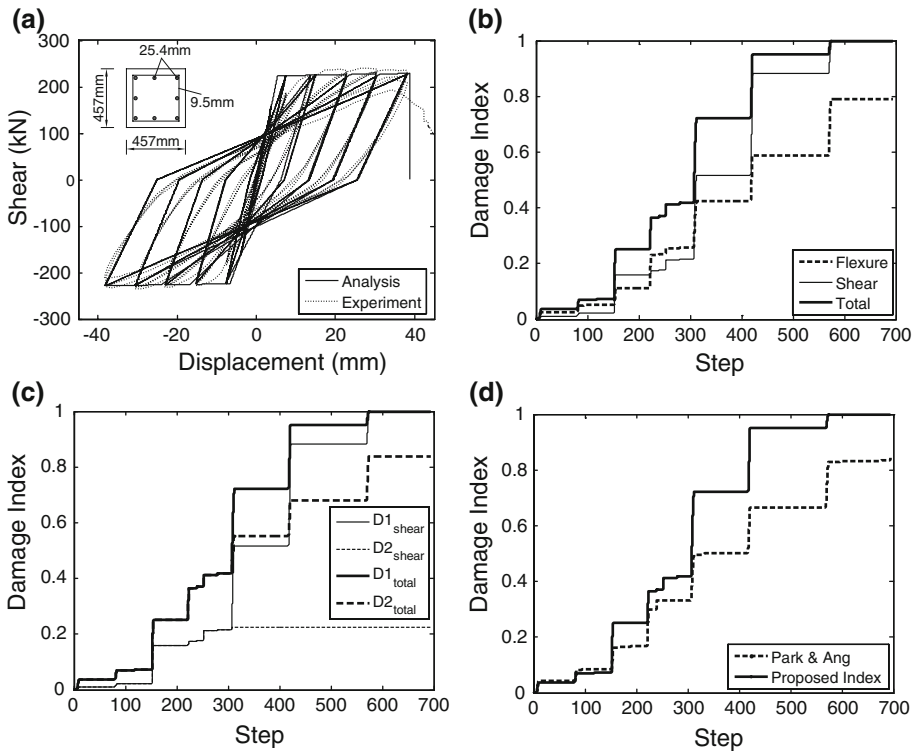 (a)
300
200
100
0
-100
-200
-300
Shear (kN)
25.4mm
9.5mm
457mm
457mm
Analysis
Experiment
-40 -20 0 20 40
Displacement (mm)
(b)
1
0.8
0.6
0.4
0.2
0
Damage Index
Flexure
Shear
Total
0 100 200 300 400 500 600 700
Step
(c)
1
0.8
0.6
0.4
0.2
0
Damage Index
D1shear
D2shear
D1total
D2total
0 100 200 300 400 500 600 700
Step
(d)
1
0.8
0.6
0.4
0.2
0
Damage Index
Park & Ang
Proposed Index
0 100 200 300 400 500 600 700
Step